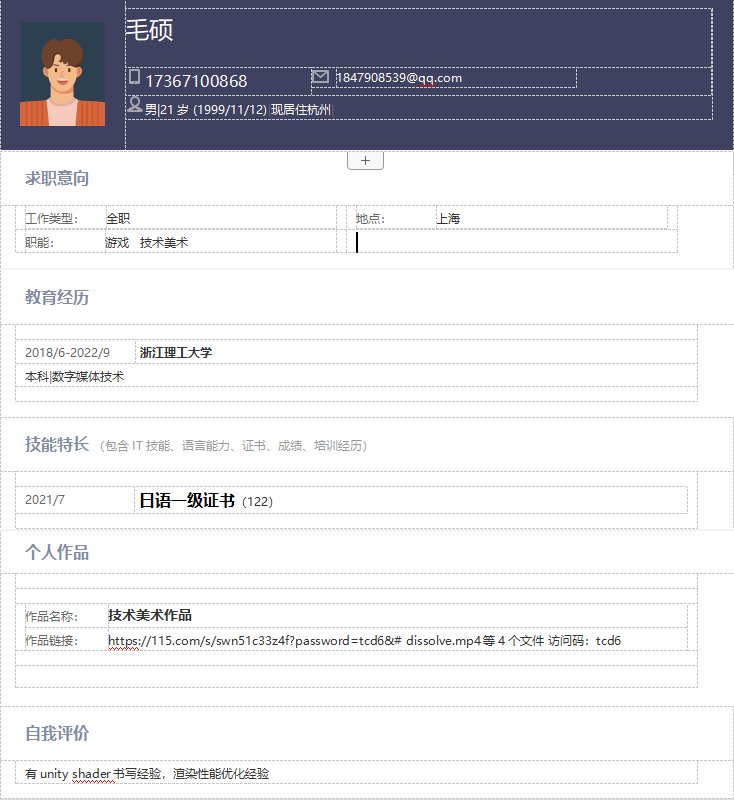 毛硕
17367100868 1847908539@qq.com
男|21 岁 (1999/11/12) 现居住杭州
求职意向
工作类型: 全职 地点: 上海
职能: 游戏 技术美术
教育经历
2018/6-2022/9 浙江理工大学
本科|数字媒体技术
技能特长 (包含 IT 技能、语言能力、证书、成绩、培训经历)
2021/7 日语一级证书 (122)
个人作品
作品名称: 技术美术作品
作品链接: https://115.com/s/swn51c33z4f?password=tcd6&# dissolve.mp4等 4 个文件 访问码: tcd6
自我评价
有 unity shader 书写经验，渲染性能优化经验